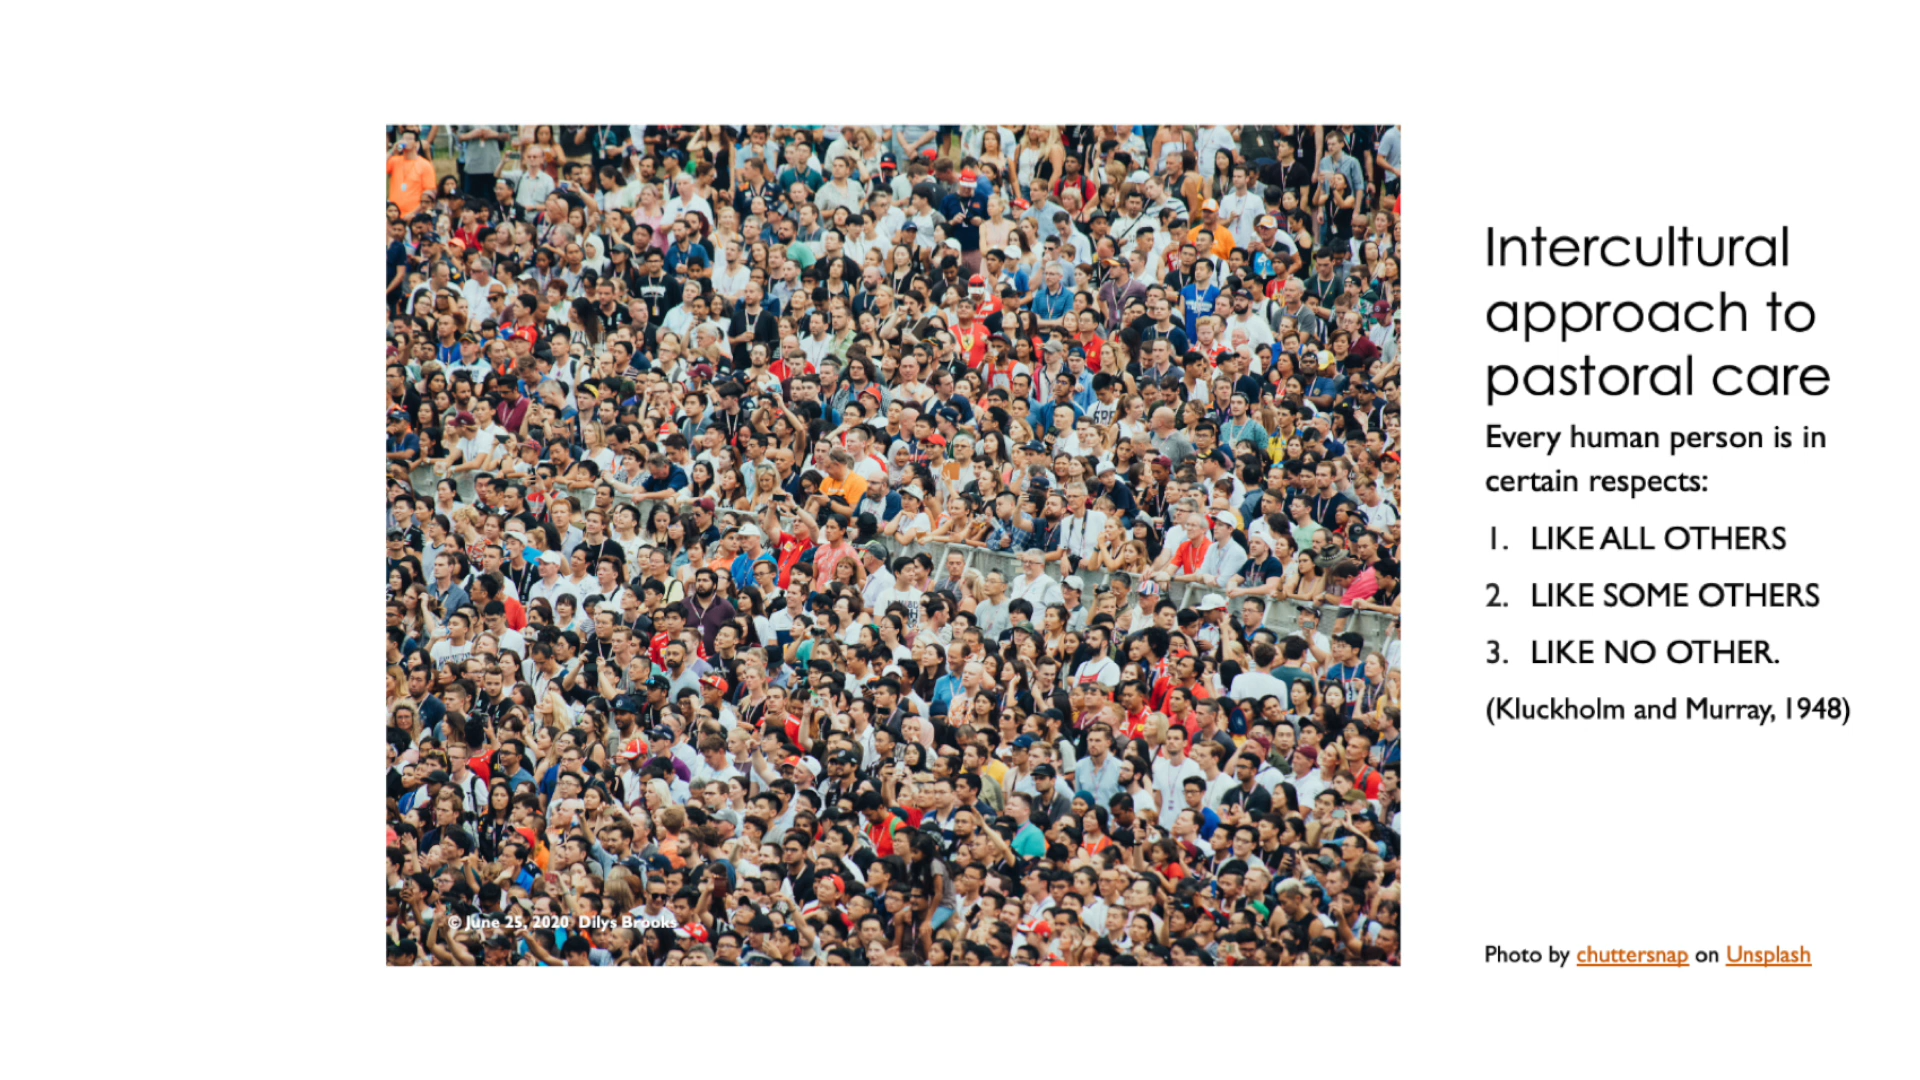 Intercultural
approach to
pastoral care
Every human person is in
certain respects:
1. LIKE ALL OTHERS
2. LIKE SOME OTHERS
3. LIKE NO OTHER.
(Kluckholm and Murray, 1948)
© June 25, 2020 Dilys Brooks
Photo by chuttersnap on Unsplash